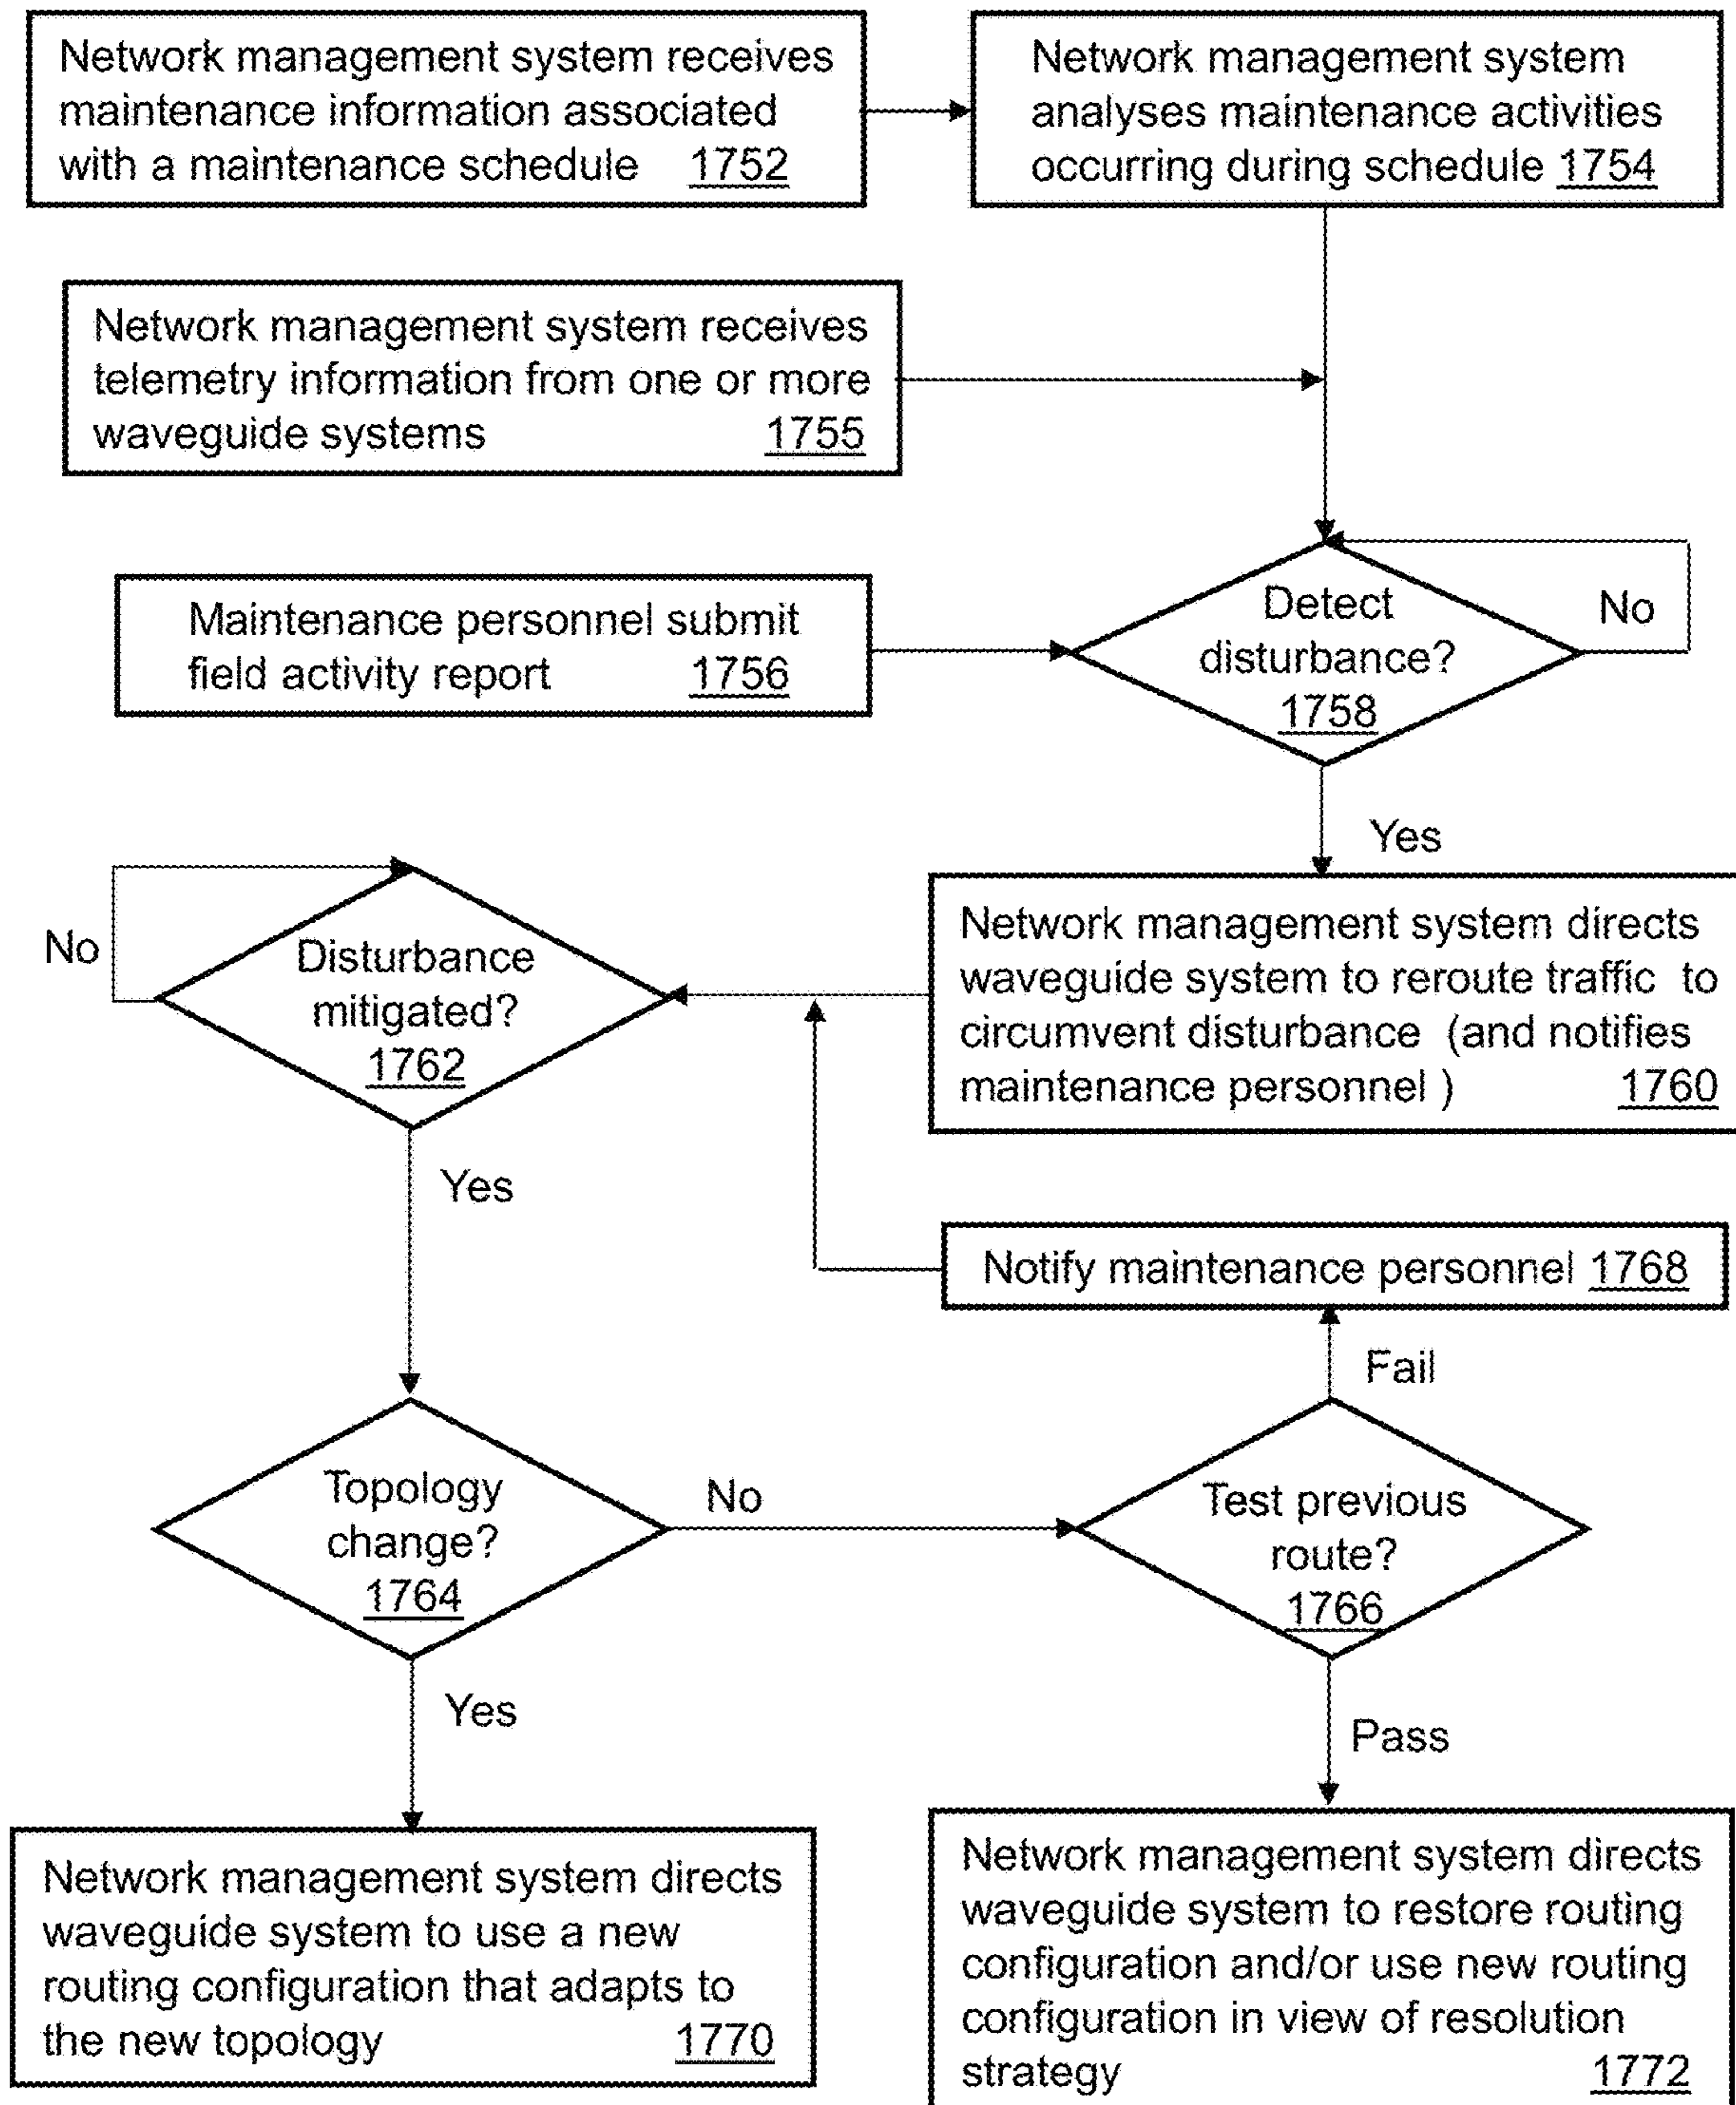 Network management system receives
maintenance information associated
with a maintenance schedule 1752
Network management system
analyses maintenance activities
occurring during schedule 1754
Network management system receives
telemetry information from one or more
waveguide systems 1755
Maintenance personnel submit
field activity report 1756
Detect
disturbance?
1758
No
Yes
Network management system directs
waveguide system to reroute traffic to
circumvent disturbance (and notifies
maintenance personnel ) 1760
No
Disturbance
mitigated?
1762
Yes
Notify maintenance personnel 1768
Fail
Topology
change?
1764
No
Test previous
route?
1766
Yes
Pass
Network management system directs
waveguide system to use a new
routing configuration that adapts to
the new topology 1770
Network management system directs
waveguide system to restore routing
configuration and/or use new routing
configuration in view of resolution
strategy 1772